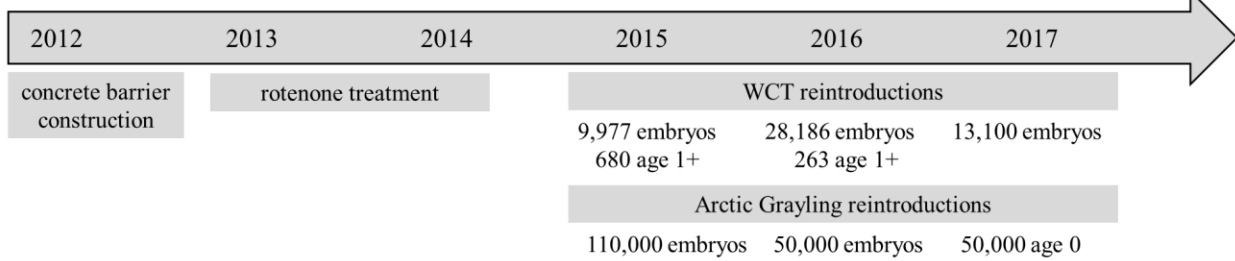 2012 2013 2014 2015 2016 2017
concrete barrier
construction
rotenone treatment
WCT reintroductions
9,977 embryos 28,186 embryos 13,100 embryos
680 age 1+ 263 age 1+
Arctic Grayling reintroductions
110,000 embryos 50,000 embryos 50,000 age 0